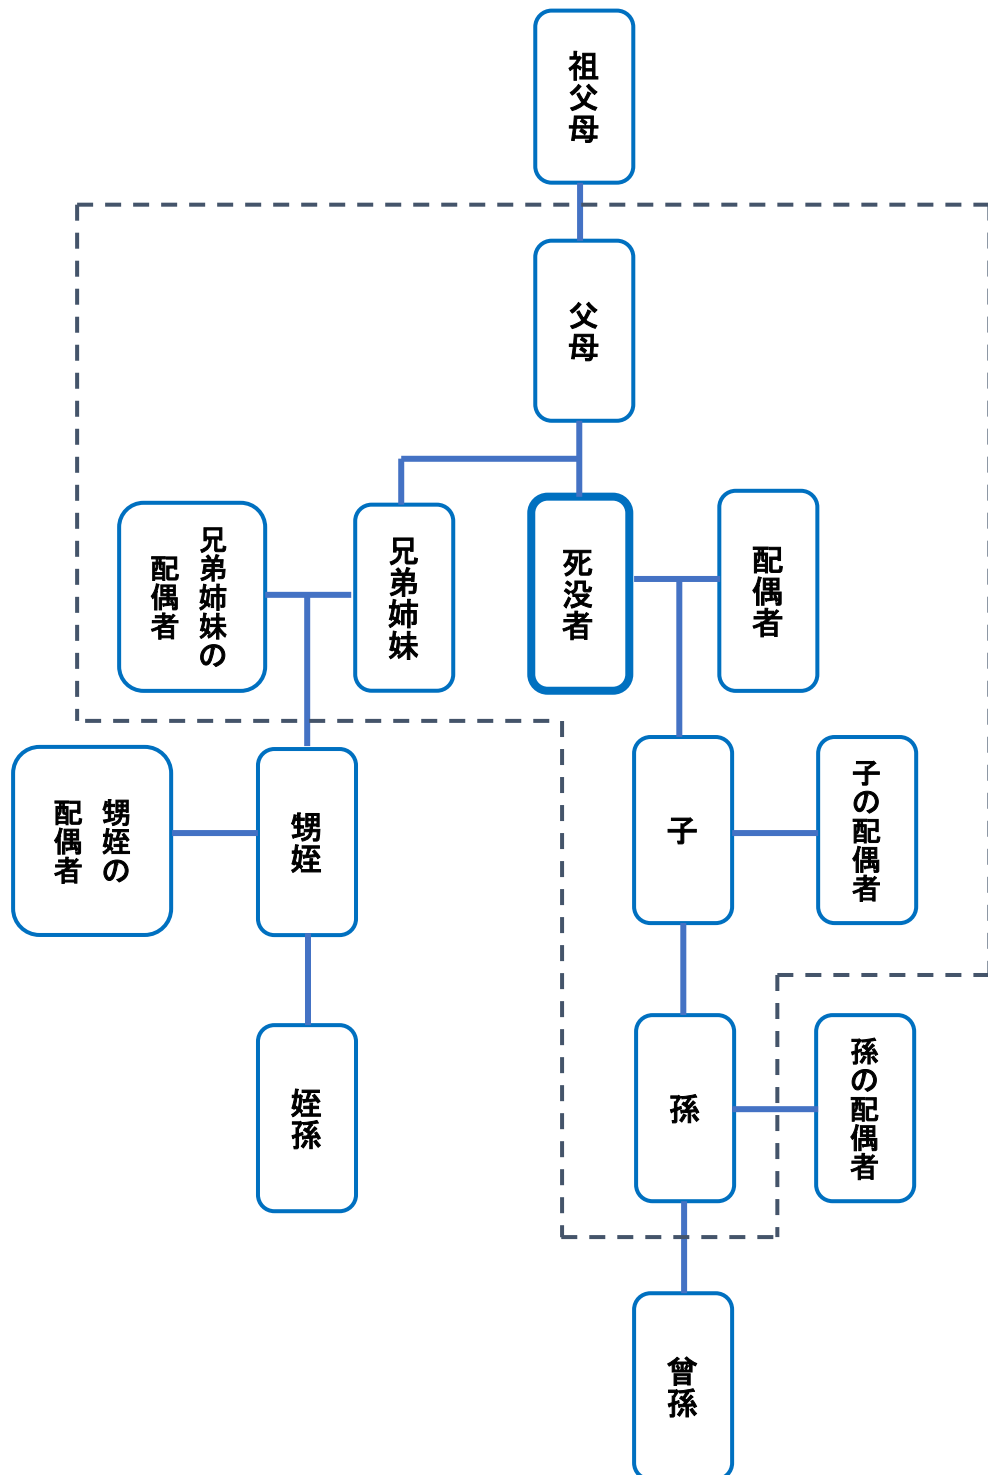 祖父母
父母
兄弟姉妹の
配偶者
兄弟姉妹
死没者
配偶者
甥姪の
配偶者
甥姪
子
子の配偶者
姪孫
孫
孫の配偶者
曾孫